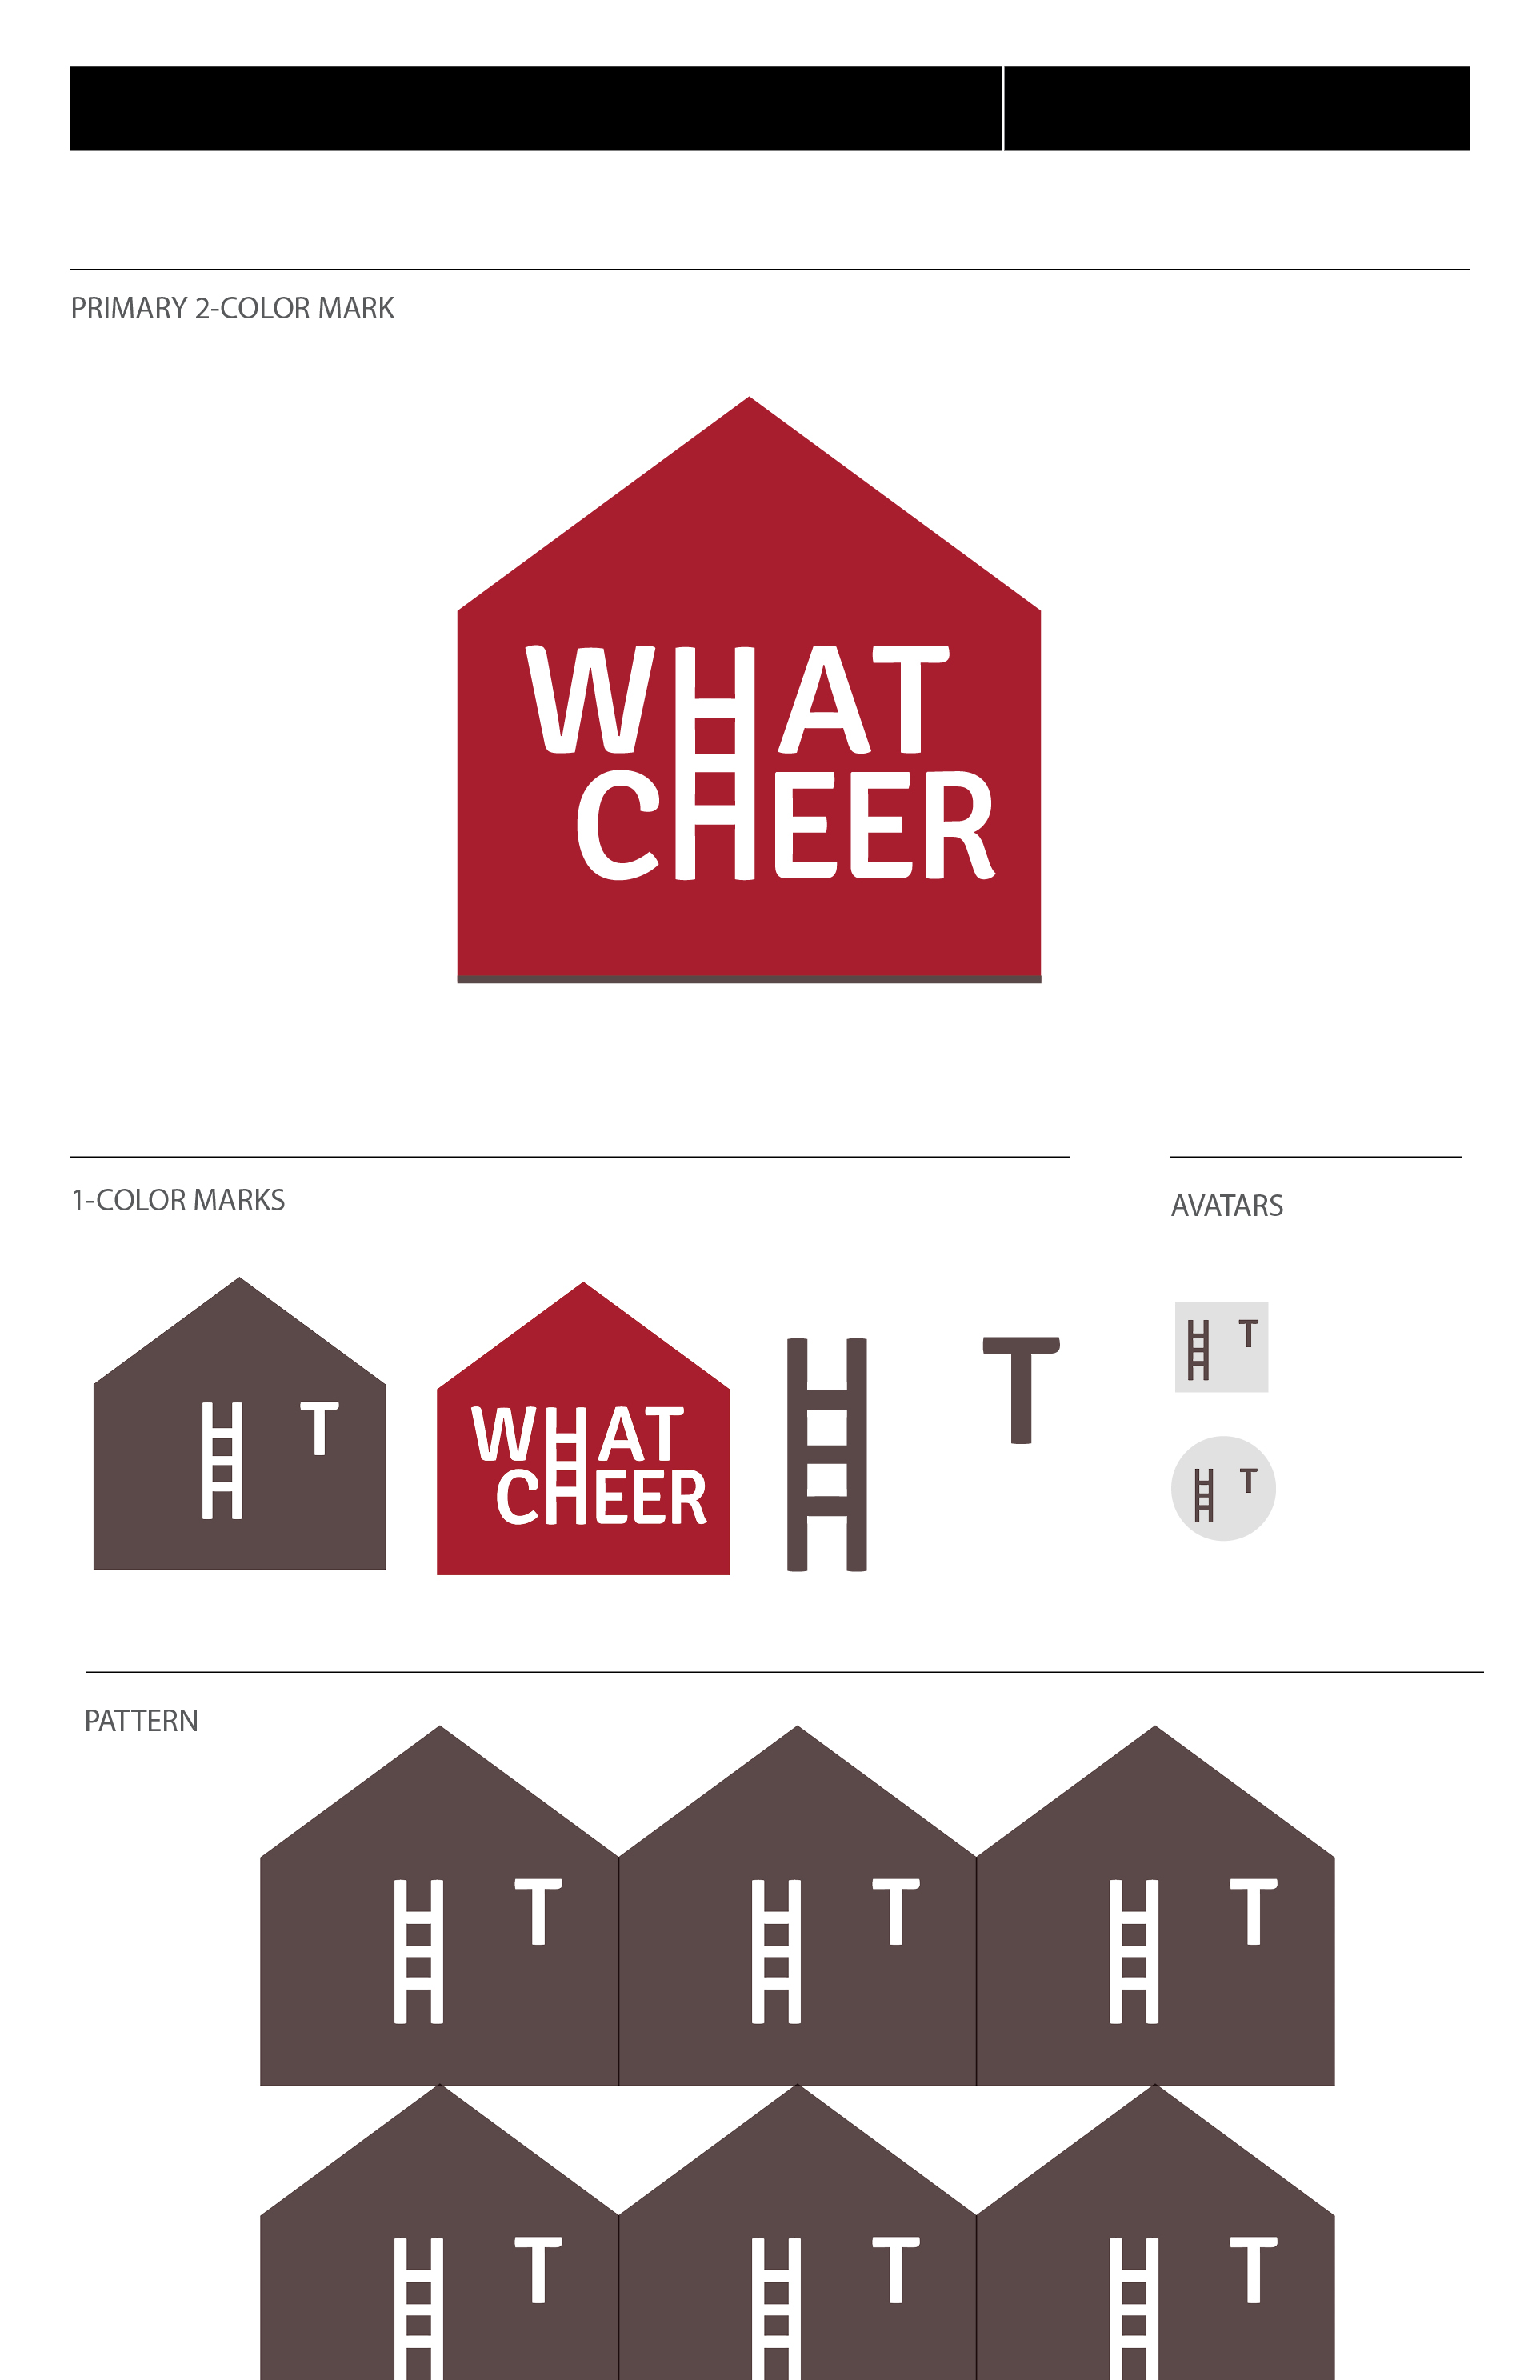 PRIMARY 2-COLOR MARK
WHAT
CHEER
1-COLOR MARKS
AVATARS
H T
WHAT
CHEER
H T
H T
H T
PATTERN
H T H T H T
H T H T H T